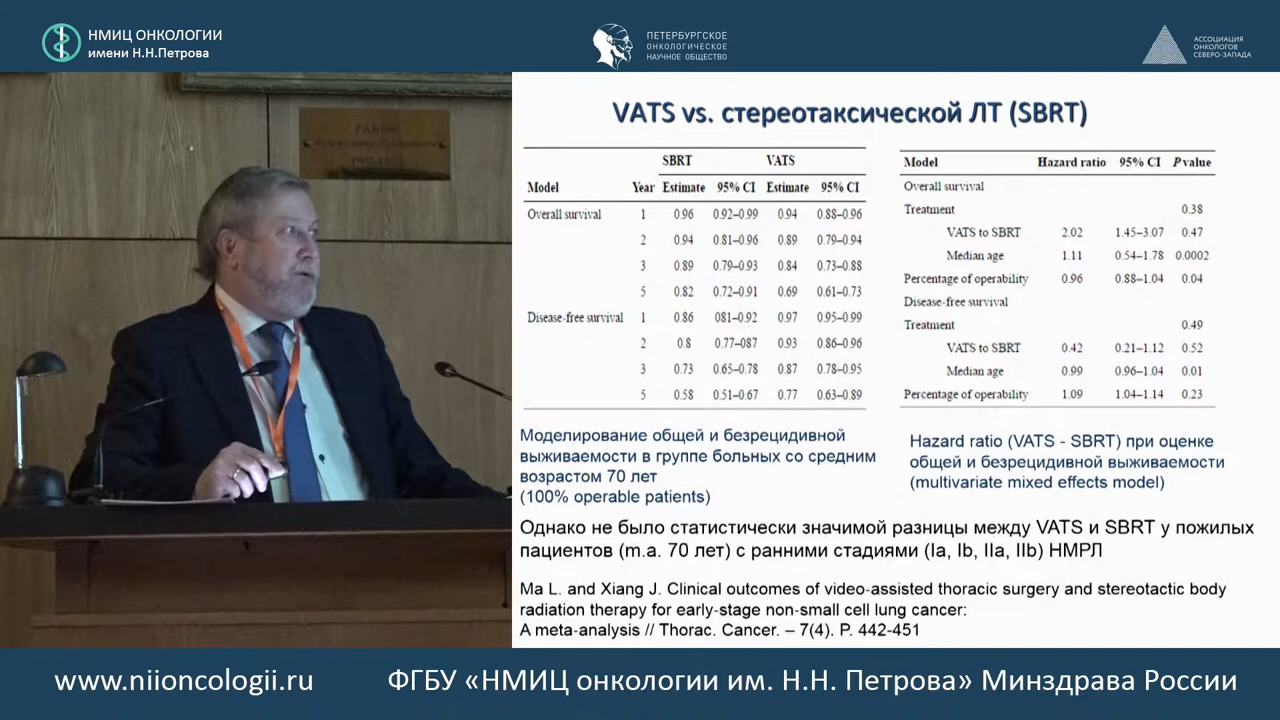 НМИЦ ОНКОЛОГИИ
имени Н.Н.Петрова
ПЕТЕРБУРГСКОЕ
ОНКОЛОГИЧЕСКОЕ
НАУЧНОЕ ОБЩЕСТВО
АССОЦИАЦИЯ
ОНКОЛОГОВ
СЕВЕРО-ЗАПАДА
VATS vs. стереотаксической ЛТ (SBRT)
SBRT VATS
Model Year Estimate 95% CI Estimate 95% CI
Overall survival 1 0.96 0.92–0.99 0.94 0.88–0.96
2 0.94 0.81–0.96 0.89 0.79–0.94
3 0.89 0.79–0.93 0.84 0.73–0.88
5 0.82 0.72–0.91 0.69 0.61–0.73
Disease-free survival 1 0.86 081–0.92 0.97 0.95–0.99
2 0.8 0.77–087 0.93 0.86–0.96
3 0.73 0.65–0.78 0.87 0.78–0.95
5 0.58 0.51–0.67 0.77 0.63–0.89
Model Hazard ratio 95% CI P value
Overall survival
Treatment 0.38
VATS to SBRT 2.02 1.45–3.07 0.47
Median age 1.11 0.54–1.78 0.0002
Percentage of operability 0.96 0.88–1.04 0.04
Disease-free survival
Treatment 0.49
VATS to SBRT 0.42 0.21–1.12 0.52
Median age 0.99 0.96–1.04 0.01
Percentage of operability 1.09 1.04–1.14 0.23
Моделирование общей и безрецидивной
выживаемости в группе больных со средним
возрастом 70 лет
(100% operable patients)
Hazard ratio (VATS - SBRT) при оценке
общей и безрецидивной выживаемости
(multivariate mixed effects model)
Однако не было статистически значимой разницы между VATS и SBRT у пожилых
пациентов (m.a. 70 лет) с ранними стадиями (Ia, Ib, IIa, IIb) НМРЛ
Ma L. and Xiang J. Clinical outcomes of video-assisted thoracic surgery and stereotactic body
radiation therapy for early-stage non-small cell lung cancer:
A meta-analysis // Thorac. Cancer. – 7(4). P. 442-451
www.niioncologii.ru
ФГБУ «НМИЦ онкологии им. Н.Н. Петрова» Минздрава России